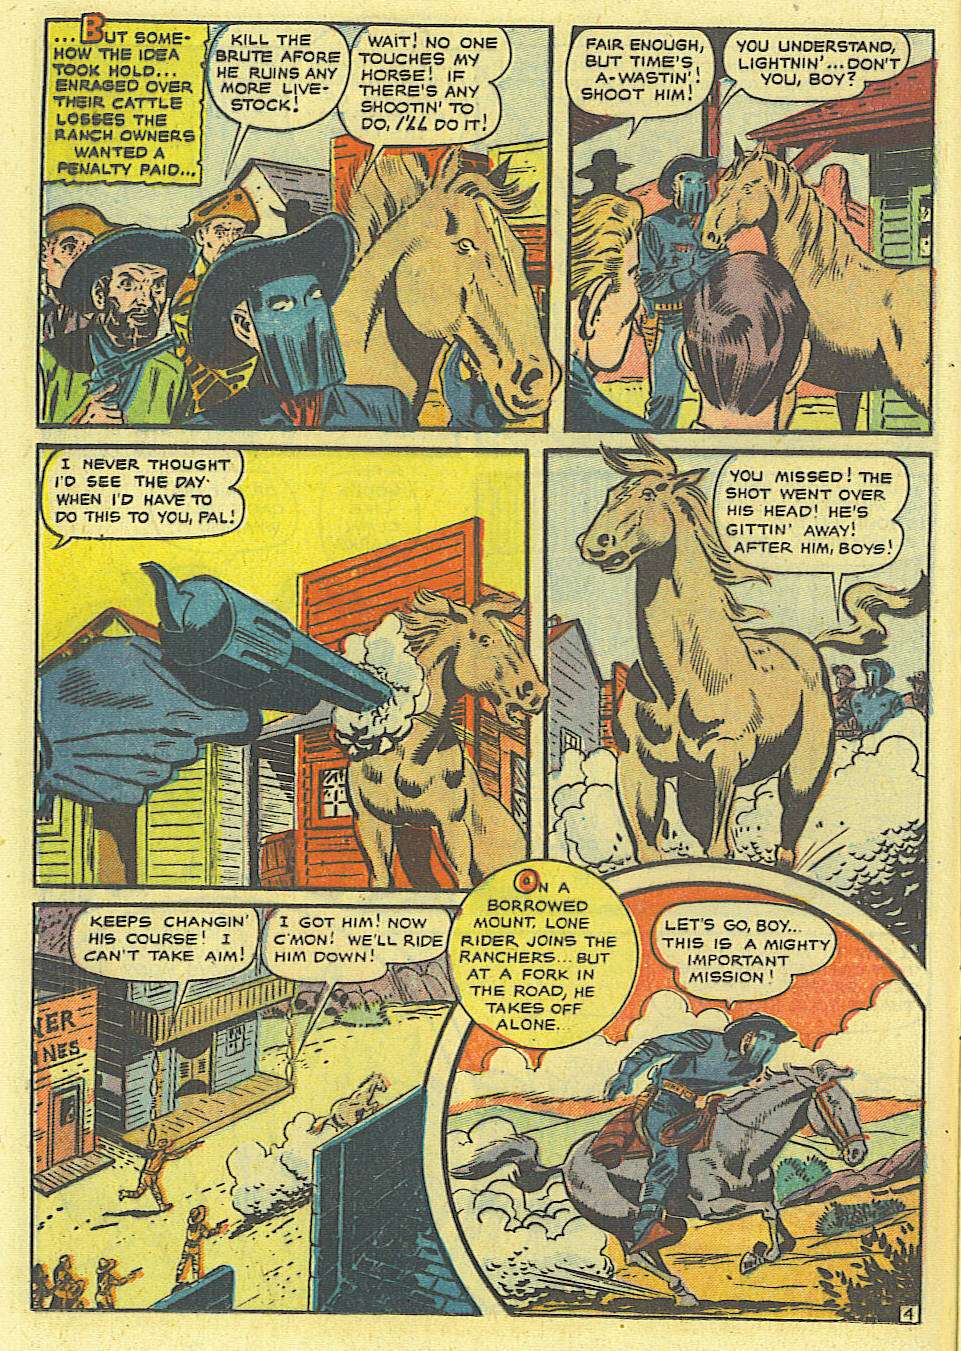 ...BUT SOME-
HOW THE IDEA
TOOK HOLD...
ENRAGED OVER
THEIR CATTLE
LOSSES THE
RANCH OWNERS
WANTED A
PENALTY PAID...
KILL THE
BRUTE AFORE
HE RUINS ANY
MORE LIVE-
STOCK!
WAIT! NO ONE
TOUCHES MY
HORSE! IF
THERE'S ANY
SHOOTIN' TO
DO, I'LL DO IT!
FAIR ENOUGH,
BUT TIME'S
A-WASTIN'!
SHOOT HIM!
YOU UNDERSTAND,
LIGHTNIN'...DON'T
YOU, BOY?
I NEVER THOUGHT
I'D SEE THE DAY
WHEN I'D HAVE TO
DO THIS TO YOU, PAL!
YOU MISSED! THE
SHOT WENT OVER
HIS HEAD! HE'S
GITTIN' AWAY!
AFTER HIM, BOYS!
KEEPS CHANGIN'
HIS COURSE! I
CAN'T TAKE AIM!
I GOT HIM! NOW
C'MON! WE'LL RIDE
HIM DOWN!
NER
NES
ON A
BORROWED
MOUNT, LONE
RIDER JOINS THE
RANCHERS...BUT
AT A FORK IN
THE ROAD, HE
TAKES OFF
ALONE...
LET'S GO, BOY...
THIS IS A MIGHTY
IMPORTANT
MISSION!
4